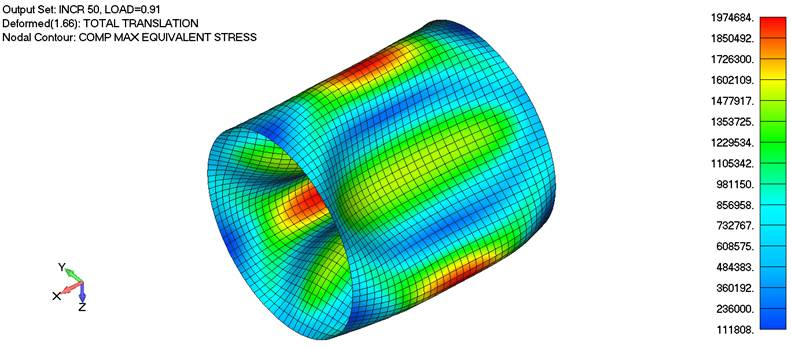 Output Set: INCR 50, LOAD=0.91
Deformed(1.66): TOTAL TRANSLATION
Nodal Contour: COMP MAX EQUIVALENT STRESS
1974684.
1850492.
1726300.
1602109.
1477917.
1353725.
1229534.
1105342.
981150.
856958.
732767.
608575.
484383.
360192.
236000.
111808.
Y
X
Z